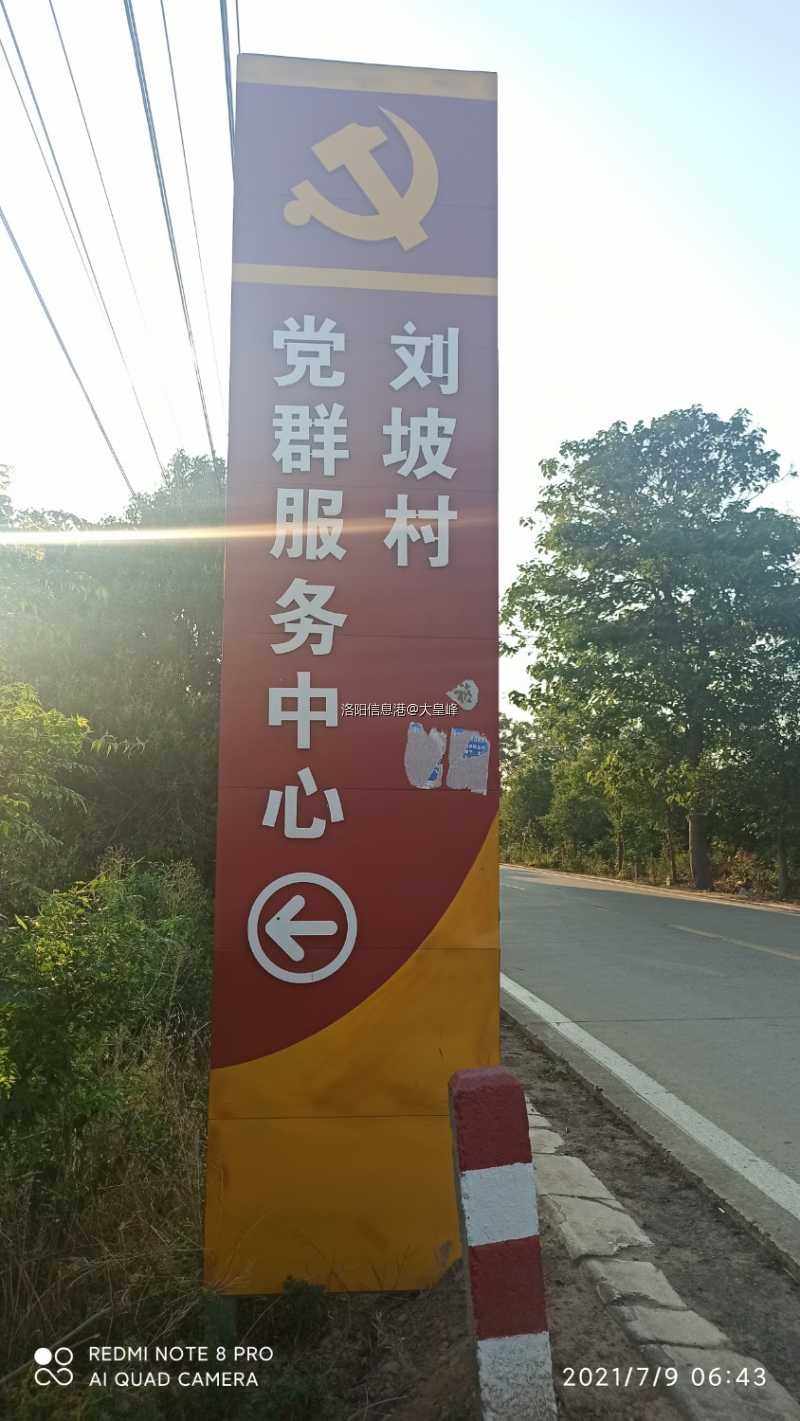 刘坡村
党群服务中心
洛阳信息港@大皇峰
REDMI NOTE 8 PRO
AI QUAD CAMERA
2021/7/9 06:43